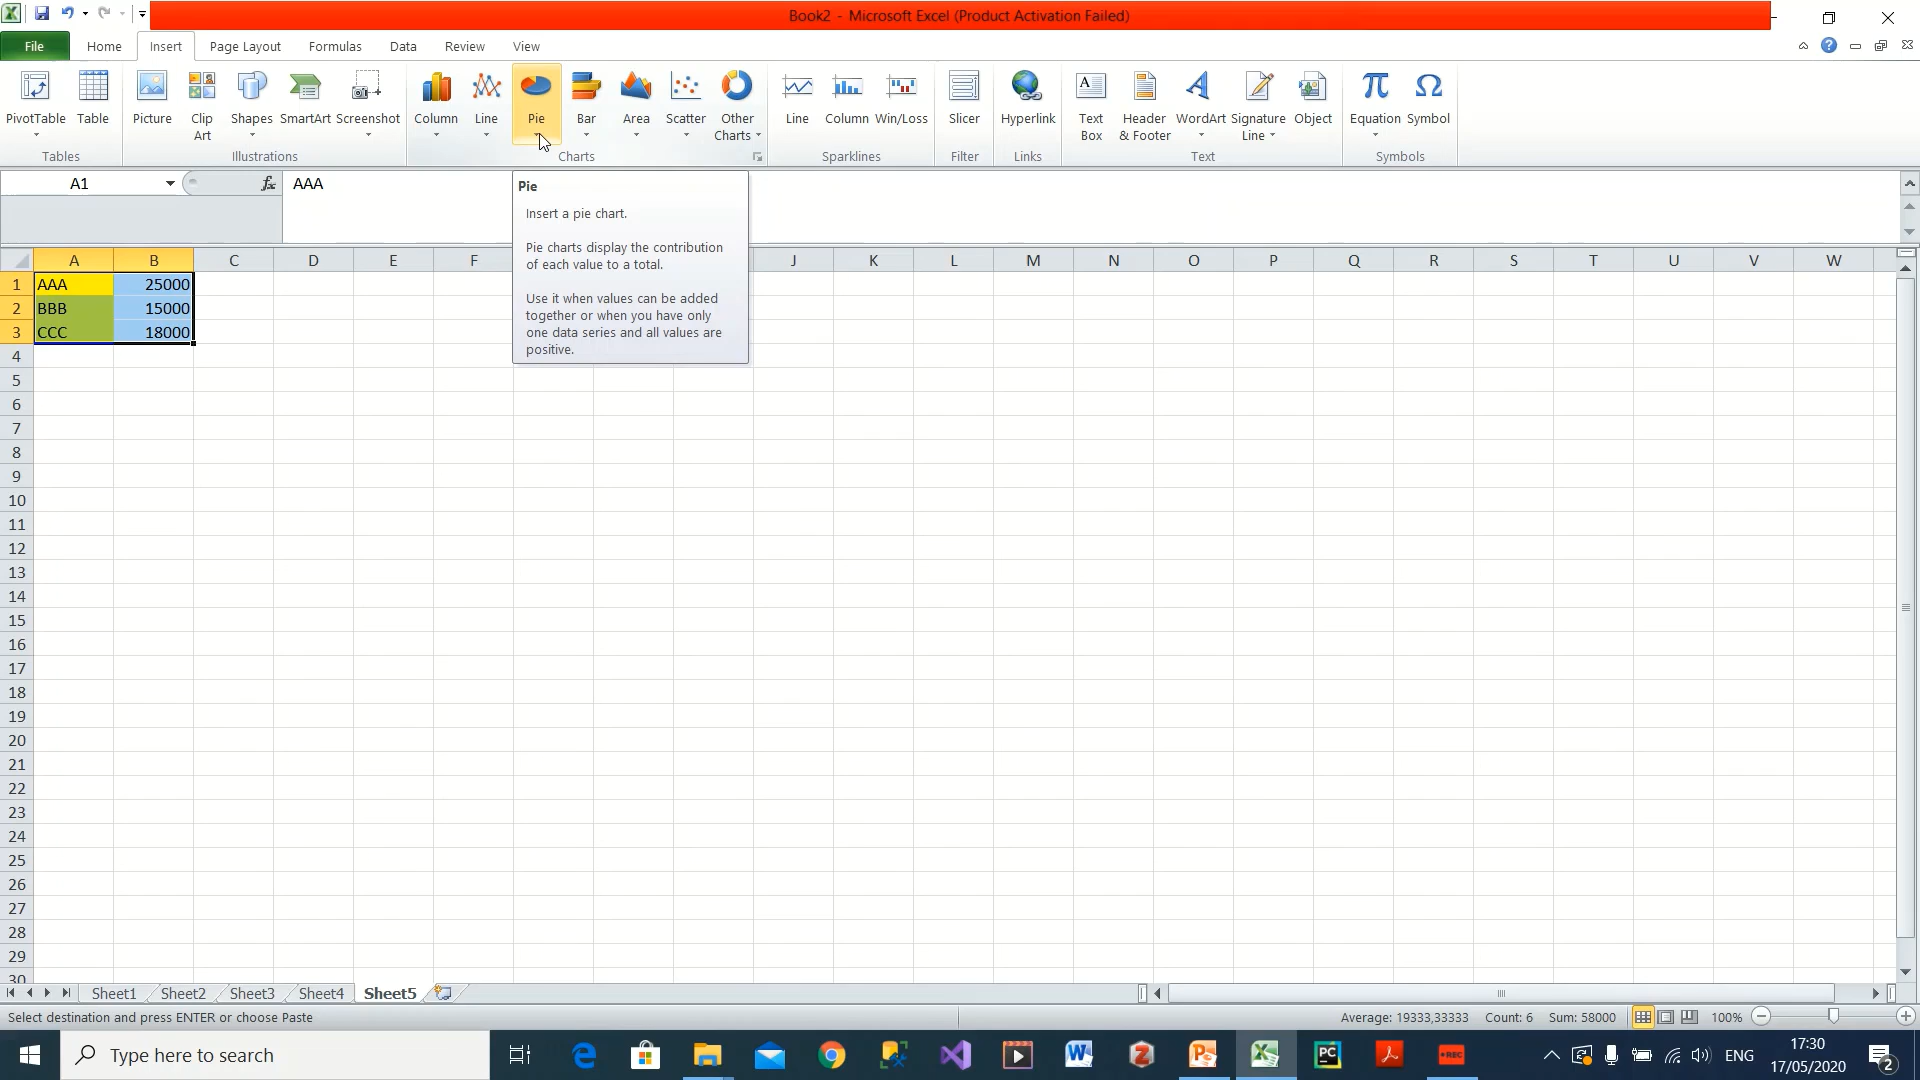 Book2 - Microsoft Excel (Product Activation Failed)
File Home Insert Page Layout Formulas Data Review View
PivotTable Table Picture Clip Art Shapes SmartArt Screenshot Column Line Pie Bar Area Scatter Other Charts Line Column Win/Loss Slicer Hyperlink Text Box Header & Footer WordArt Signature Line Object Equation Symbol
Tables Illustrations Charts Sparklines Filter Links Text Symbols
A1 fx AAA
Pie
Insert a pie chart.
Pie charts display the contribution
of each value to a total.
Use it when values can be added
together or when you have only
one data series and all values are
positive.
A B C D E F J K L M N O P Q R S T U V W
1 AAA 25000
2 BBB 15000
3 CCC 18000
4
5
6
7
8
9
10
11
12
13
14
15
16
17
18
19
20
21
22
23
24
25
26
27
28
29
30
Sheet1 Sheet2 Sheet3 Sheet4 Sheet5
Select destination and press ENTER or choose Paste Average: 19333,33333 Count: 6 Sum: 58000 100%
Type here to search ENG 17:30
17/05/2020 2